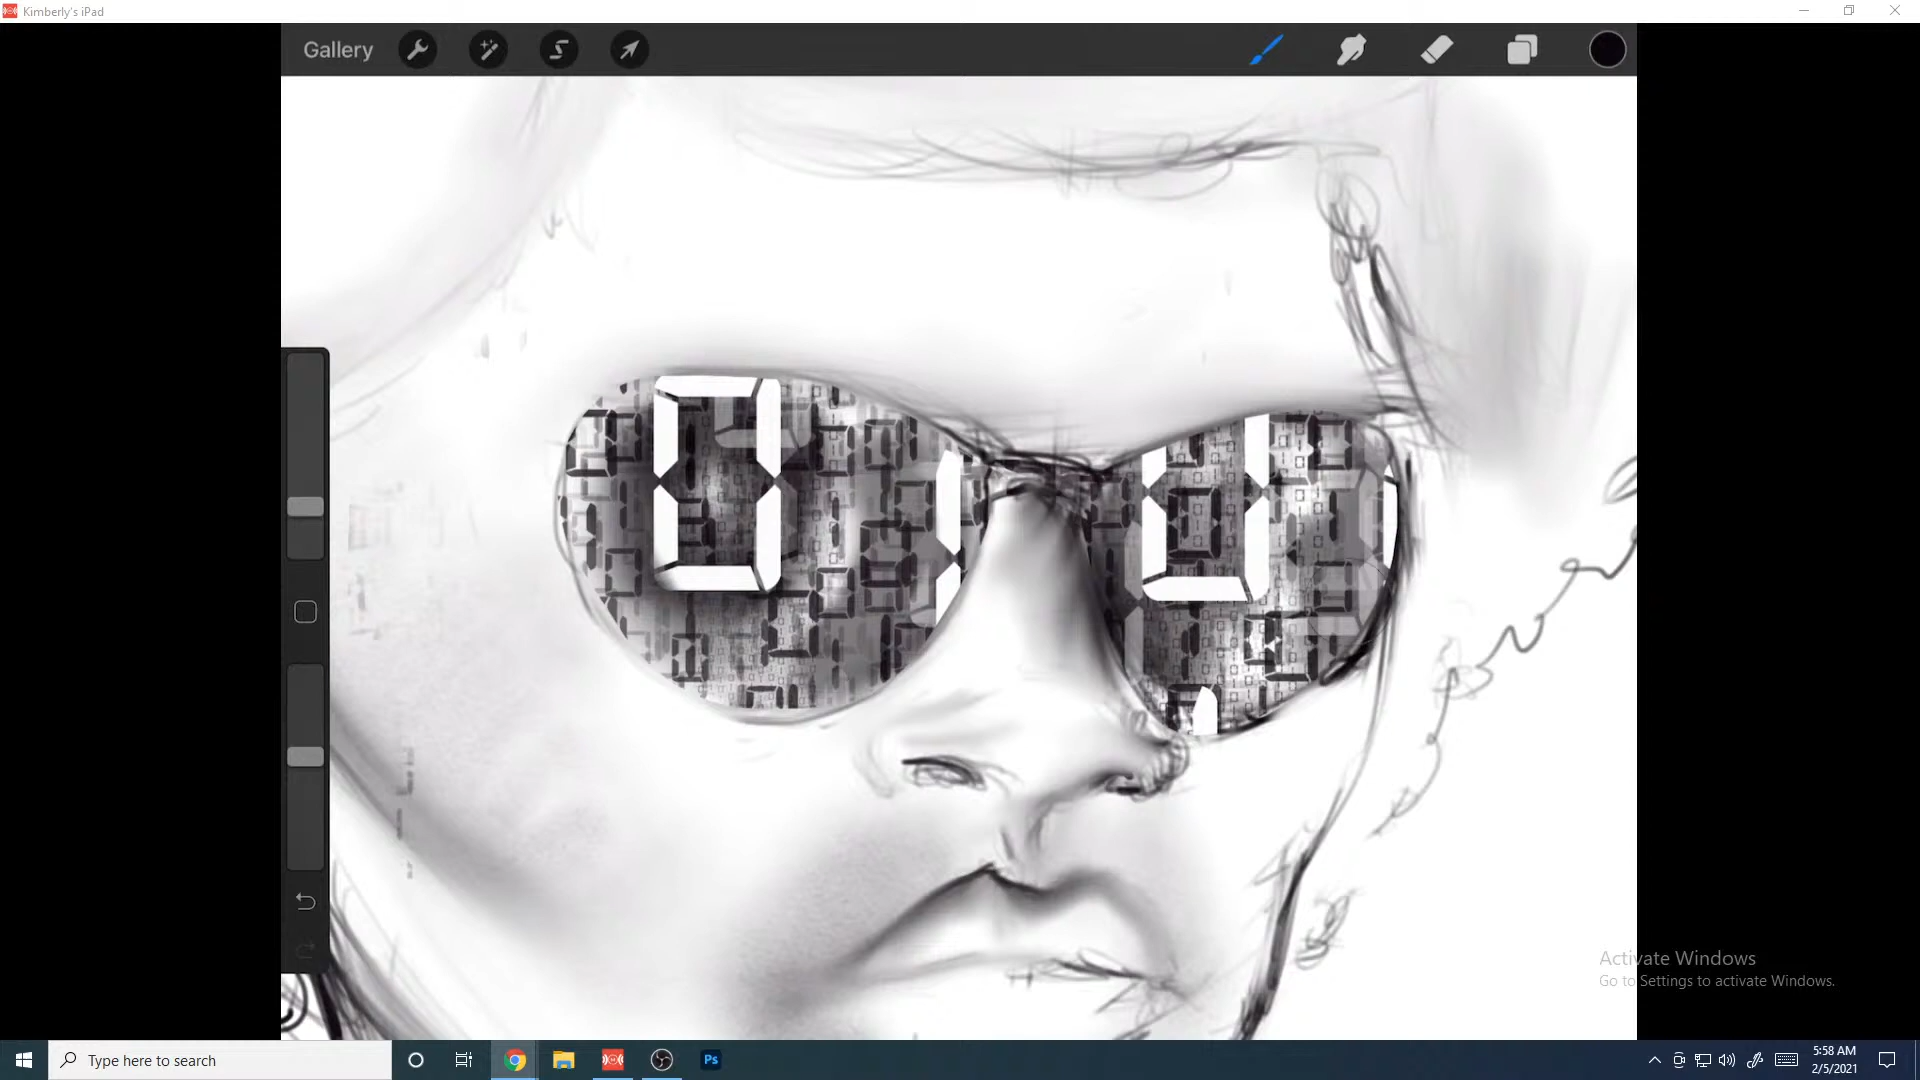 Kimberly's iPad
Gallery
Activate Windows
Go to Settings to activate Windows.
Type here to search
Ps
5:58 AM
2/5/2021